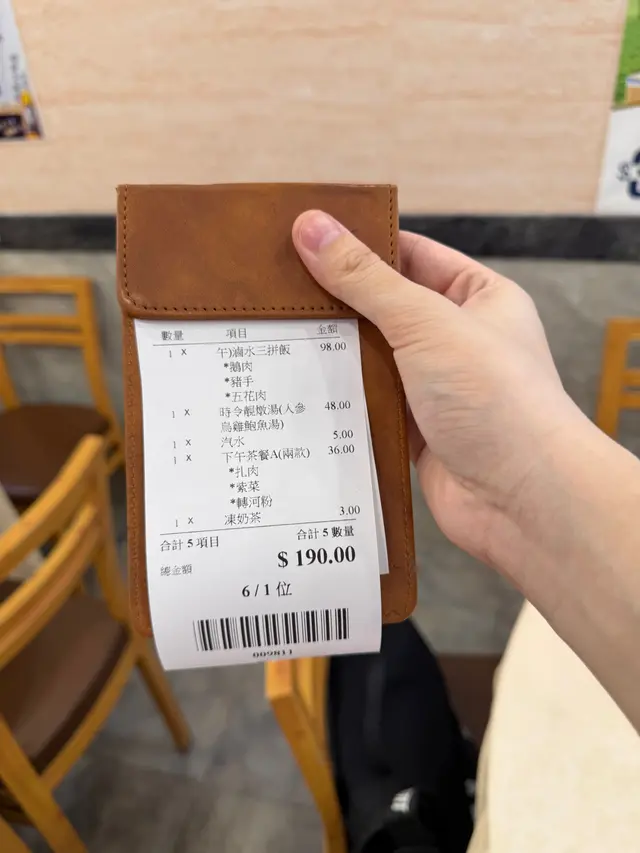 數量 項目 金額
1 X 午)滷水三拼飯 98.00
*鵝肉
*豬手
*五花肉
1 X 時令靚燉湯(人參 48.00
烏雞鮑魚湯)
1 X 汽水 5.00
1 X 下午茶餐A(兩款) 36.00
*扎肉
*紫菜
*轉河粉
1 X 凍奶茶 3.00
合計 5 項目 合計 5 數量
總金額 $ 190.00
6 / 1 位
009811